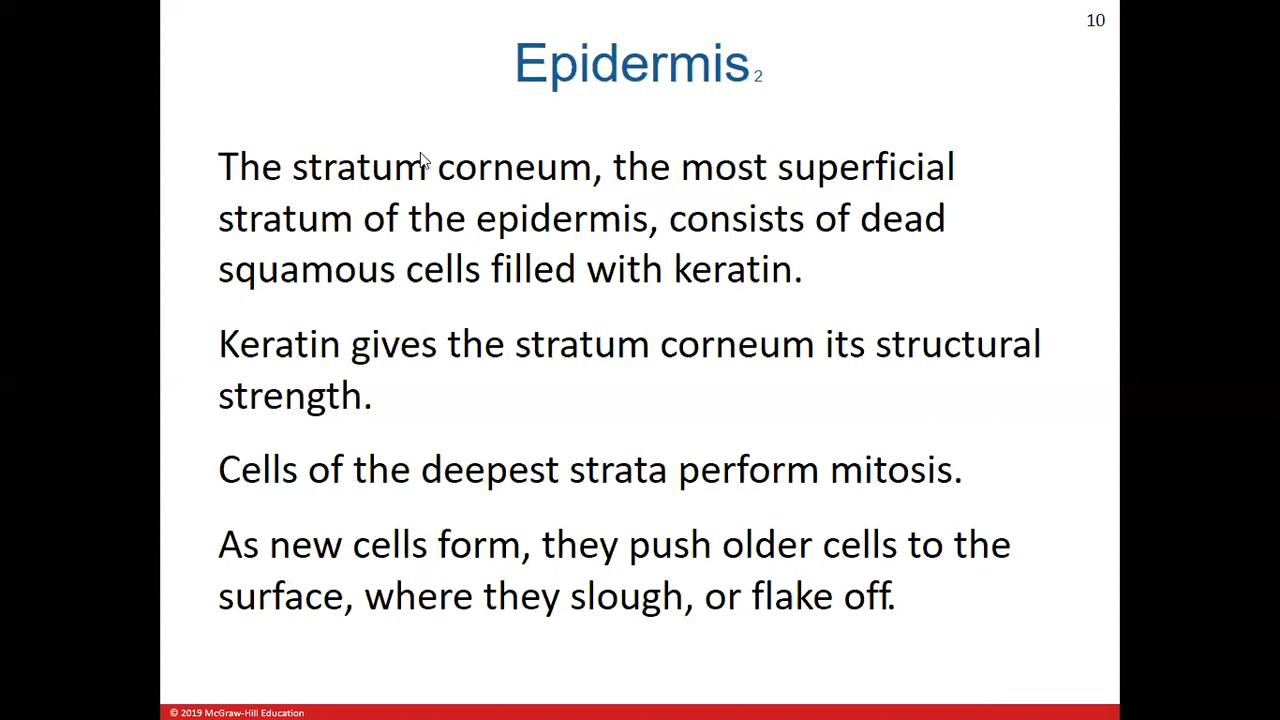 10
Epidermis 2
The stratum corneum, the most superficial
stratum of the epidermis, consists of dead
squamous cells filled with keratin.
Keratin gives the stratum corneum its structural
strength.
Cells of the deepest strata perform mitosis.
As new cells form, they push older cells to the
surface, where they slough, or flake off.
© 2019 McGraw-Hill Education